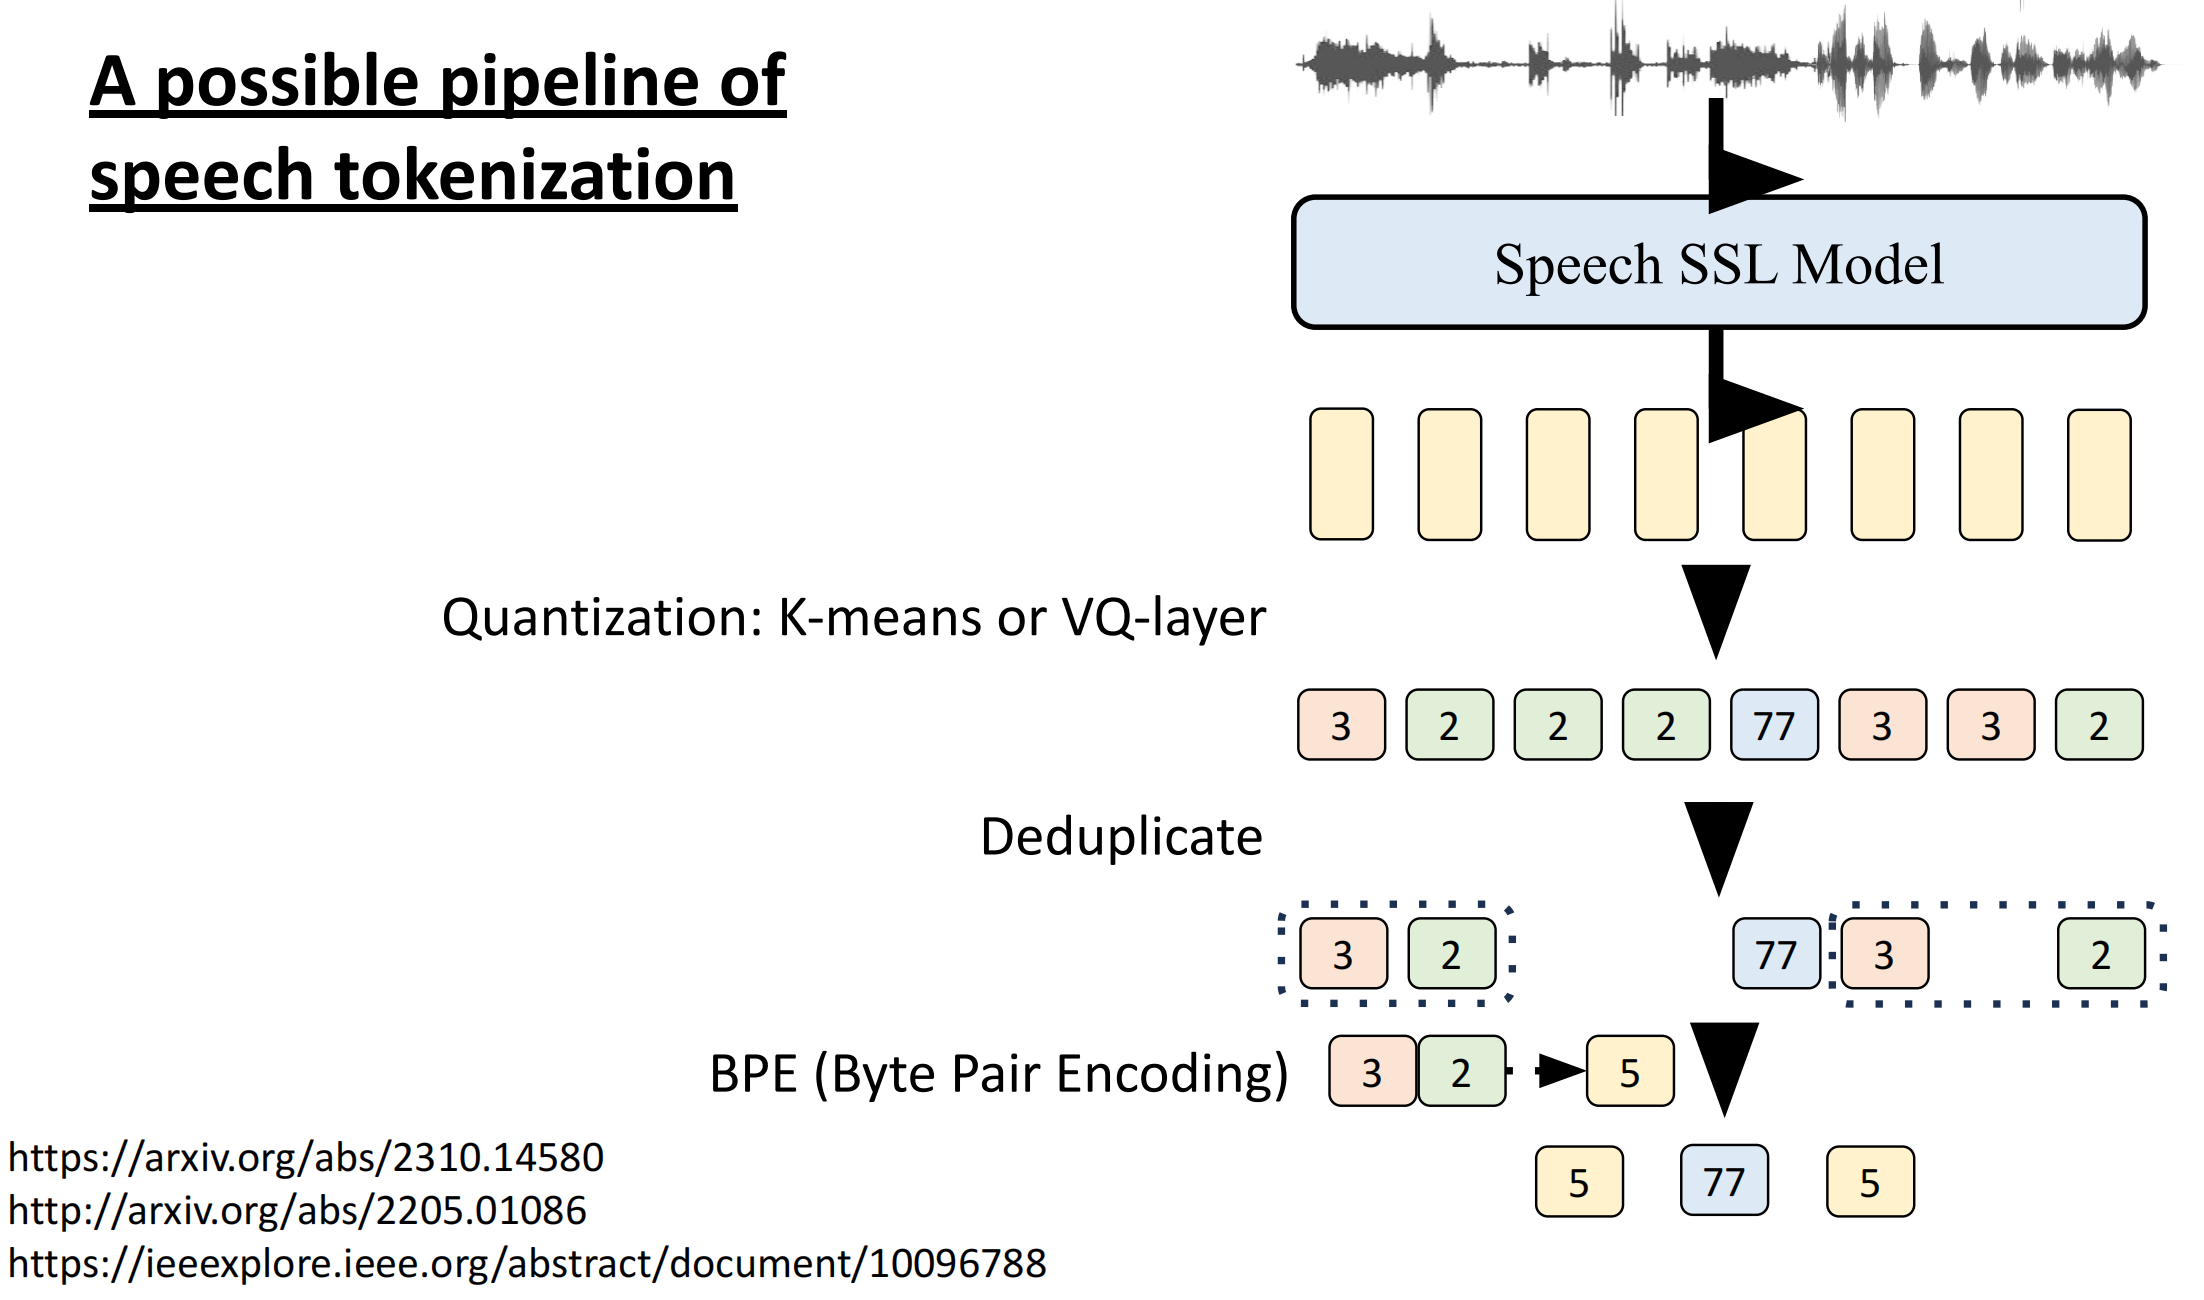 A possible pipeline of
speech tokenization
Speech SSL Model
Quantization: K-means or VQ-layer
3 2 2 2 77 3 3 2
Deduplicate
3 2 77 3 2
BPE (Byte Pair Encoding) 3 2 5
5 77 5
https://arxiv.org/abs/2310.14580
http://arxiv.org/abs/2205.01086
https://ieeexplore.ieee.org/abstract/document/10096788